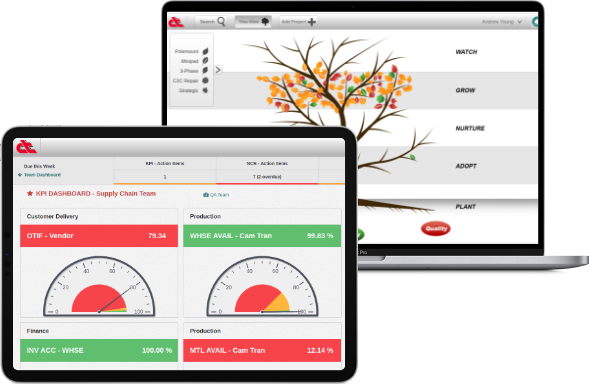 Search
Tree View
Add Project
Andrew Young
Potamount
Minipad
3-Phase
C2C Repair
Strategic
WATCH
GROW
NURTURE
ADOPT
PLANT
Quality
Pro
Due this Week
Team Dashboard
KPI - Action Items
1
NCR - Action Items
7 (2 overdue)
KPI DASHBOARD - Supply Chain Team
QA Team
Customer Delivery
OTIF - Vendor 79.34
0 20 40 60 80 100
Production
WHSE AVAIL - Cam Tran 99.83 %
0 20 40 60 80 100
Finance
INV ACC - WHSE 100.00 %
Production
MTL AVAIL - Cam Tran 12.14 %